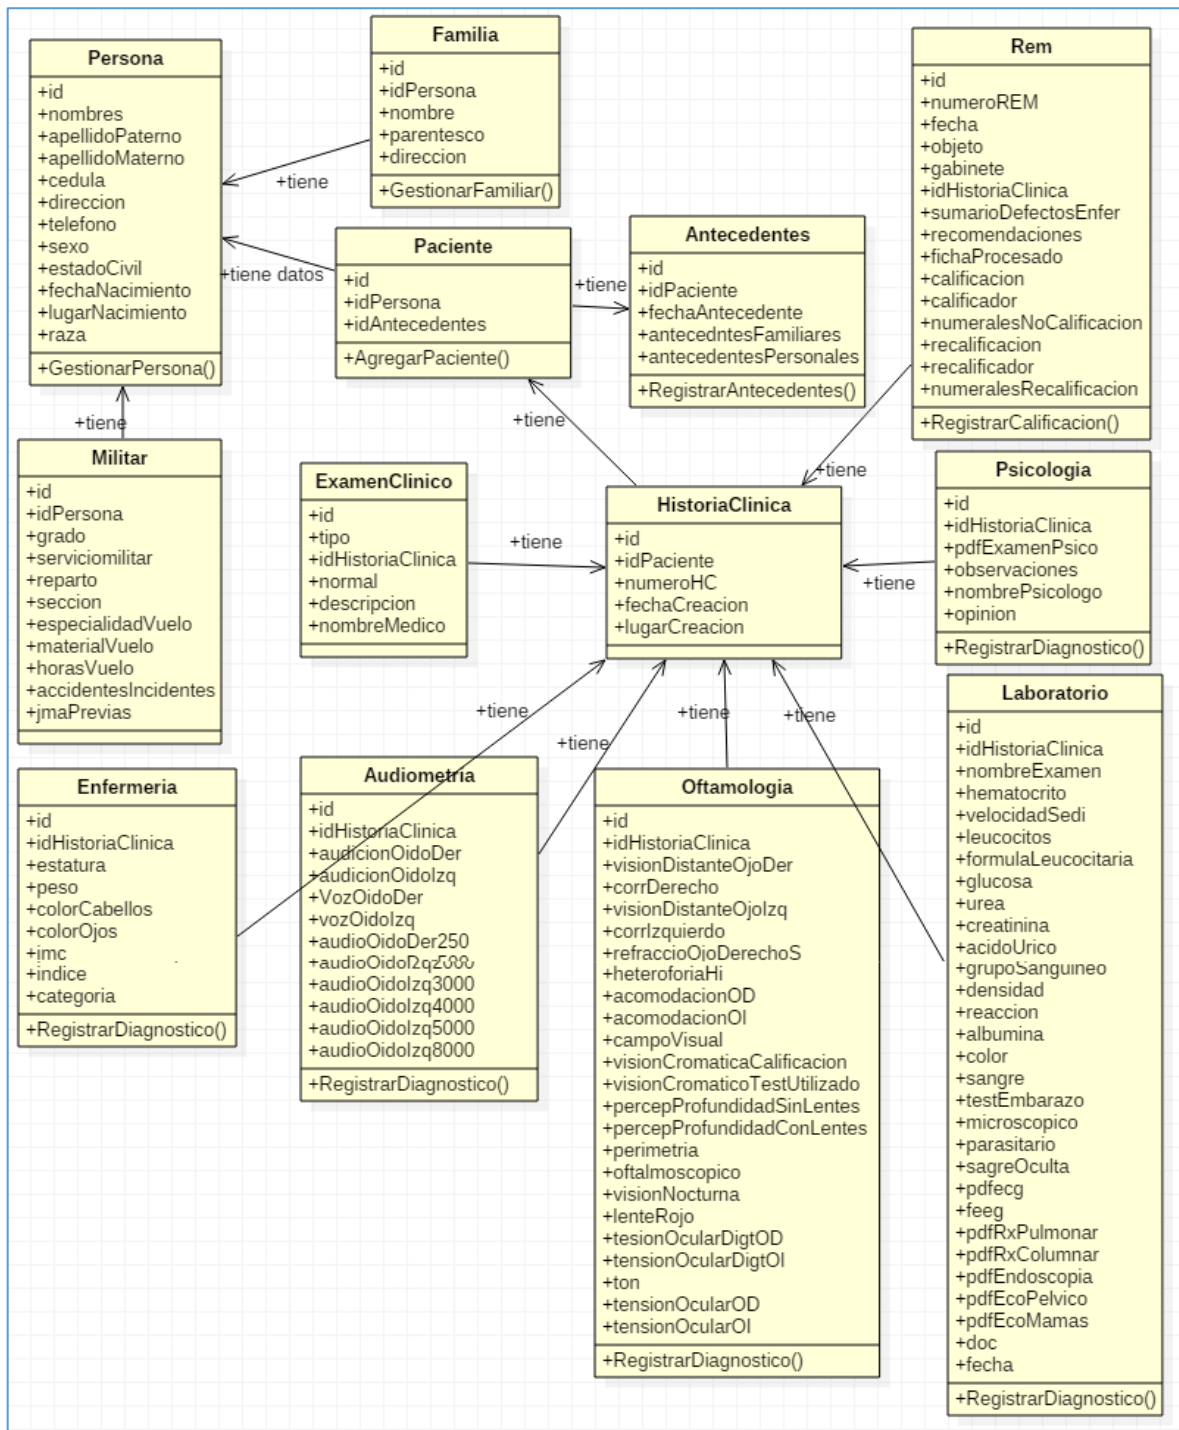 Persona
+id
+nombres
+apellidoPaterno
+apellidoMaterno
+cedula
+direccion
+telefono
+sexo
+estadoCivil
+fechaNacimiento
+lugarNacimiento
+raza
+GestionarPersona()
Familia
+id
+idPersona
+nombre
+parentesco
+direccion
+GestionarFamiliar()
+tiene
Paciente
+id
+idPersona
+idAntecedentes
+AgregarPaciente()
+tiene datos
+tiene
Antecedentes
+id
+idPaciente
+fechaAntecedente
+antecedntesFamiliares
+antecedentesPersonales
+RegistrarAntecedentes()
Rem
+id
+numeroREM
+fecha
+objeto
+gabinete
+idHistoriaClinica
+sumarioDefectosEnfer
+recomendaciones
+fichaProcesado
+calificacion
+calificador
+numeralesNoCalificacion
+recalificacion
+recalificador
+numeralesRecalificacion
+RegistrarCalificacion()
+tiene
+tiene
+tiene
Militar
+id
+idPersona
+grado
+serviciomilitar
+reparto
+seccion
+especialidadVuelo
+materialVuelo
+horasVuelo
+accidentesIncidentes
+jmaPrevias
ExamenClinico
+id
+tipo
+idHistoriaClinica
+normal
+descripcion
+nombreMedico
+tiene
HistoriaClinica
+id
+idPaciente
+numeroHC
+fechaCreacion
+lugarCreacion
+tiene
Psicologia
+id
+idHistoriaClinica
+pdfExamenPsico
+observaciones
+nombrePsicologo
+opinion
+RegistrarDiagnostico()
+tiene
+tiene
+tiene
+tiene
Enfermeria
+id
+idHistoriaClinica
+estatura
+peso
+colorCabellos
+colorOjos
+imc
+indice
+categoria
+RegistrarDiagnostico()
Audiometria
+id
+idHistoriaClinica
+audicionOidoDer
+audicionOidoIzq
+VozOidoDer
+vozOidoIzq
+audioOidoDer250
+audioOidoIzq3000
+audioOidoIzq4000
+audioOidoIzq5000
+audioOidoIzq8000
+RegistrarDiagnostico()
Oftamologia
+id
+idHistoriaClinica
+visionDistanteOjoDer
+corrDerecho
+visionDistanteOjoIzq
+corrIzquierdo
+refraccioOjoDerechoS
+heteroforiaHi
+acomodacionOD
+acomodacionOI
+campoVisual
+visionCromaticaCalificacion
+visionCromaticoTestUtilizado
+percepProfundidadSinLentes
+percepProfundidadConLentes
+perimetria
+oftalmoscopico
+visionNocturna
+lenteRojo
+tesionOcularDigtOD
+tensionOcularDigtOI
+ton
+tensionOcularOD
+tensionOcularOI
+RegistrarDiagnostico()
Laboratorio
+id
+idHistoriaClinica
+nombreExamen
+hematocrito
+velocidadSedi
+leucocitos
+formulaLeucocitaria
+glucosa
+urea
+creatinina
+acidoUrico
+grupoSanguineo
+densidad
+reaccion
+albumina
+color
+sangre
+testEmbarazo
+microscopico
+parasitario
+sagreOculta
+pdfecg
+feeg
+pdfRxPulmonar
+pdfRxColumnar
+pdfEndoscopia
+pdfEcoPelvico
+pdfEcoMamas
+doc
+fecha
+RegistrarDiagnostico()